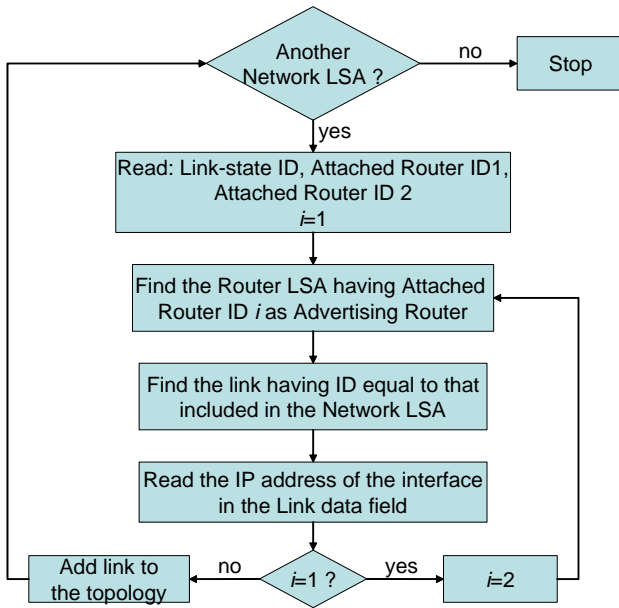 Another
Network LSA ?
no
Stop
yes
Read: Link-state ID, Attached Router ID1,
Attached Router ID 2
i=1
Find the Router LSA having Attached
Router ID i as Advertising Router
Find the link having ID equal to that
included in the Network LSA
Read the IP address of the interface
in the Link data field
Add link to
the topology
no
i=1 ?
yes
i=2